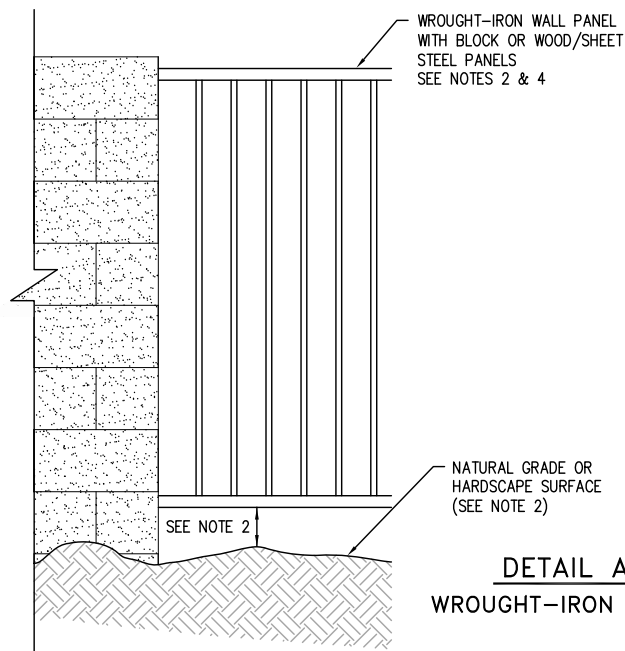 WROUGHT-IRON WALL PANEL
WITH BLOCK OR WOOD/SHEET
STEEL PANELS
SEE NOTES 2 & 4
SEE NOTE 2
NATURAL GRADE OR
HARDSCAPE SURFACE
(SEE NOTE 2)
DETAIL A
WROUGHT-IRON